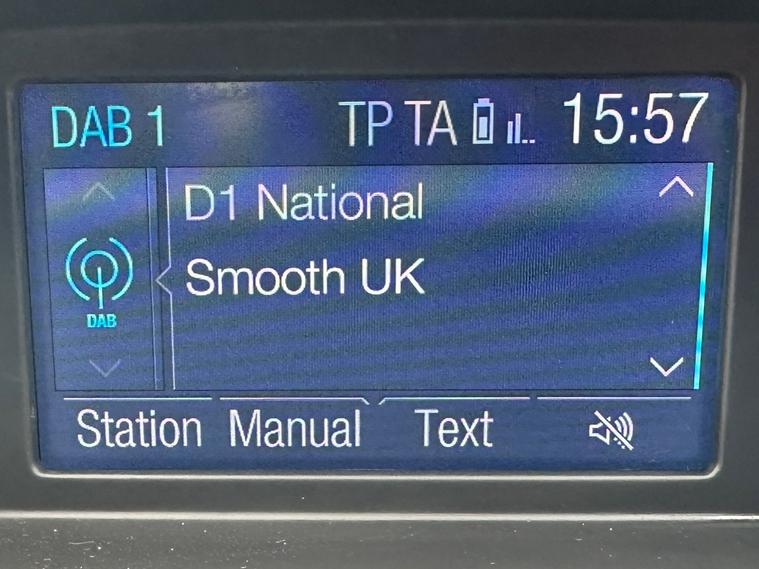 DAB 1 TP TA 15:57
D1 National
Smooth UK
DAB
Station Manual Text